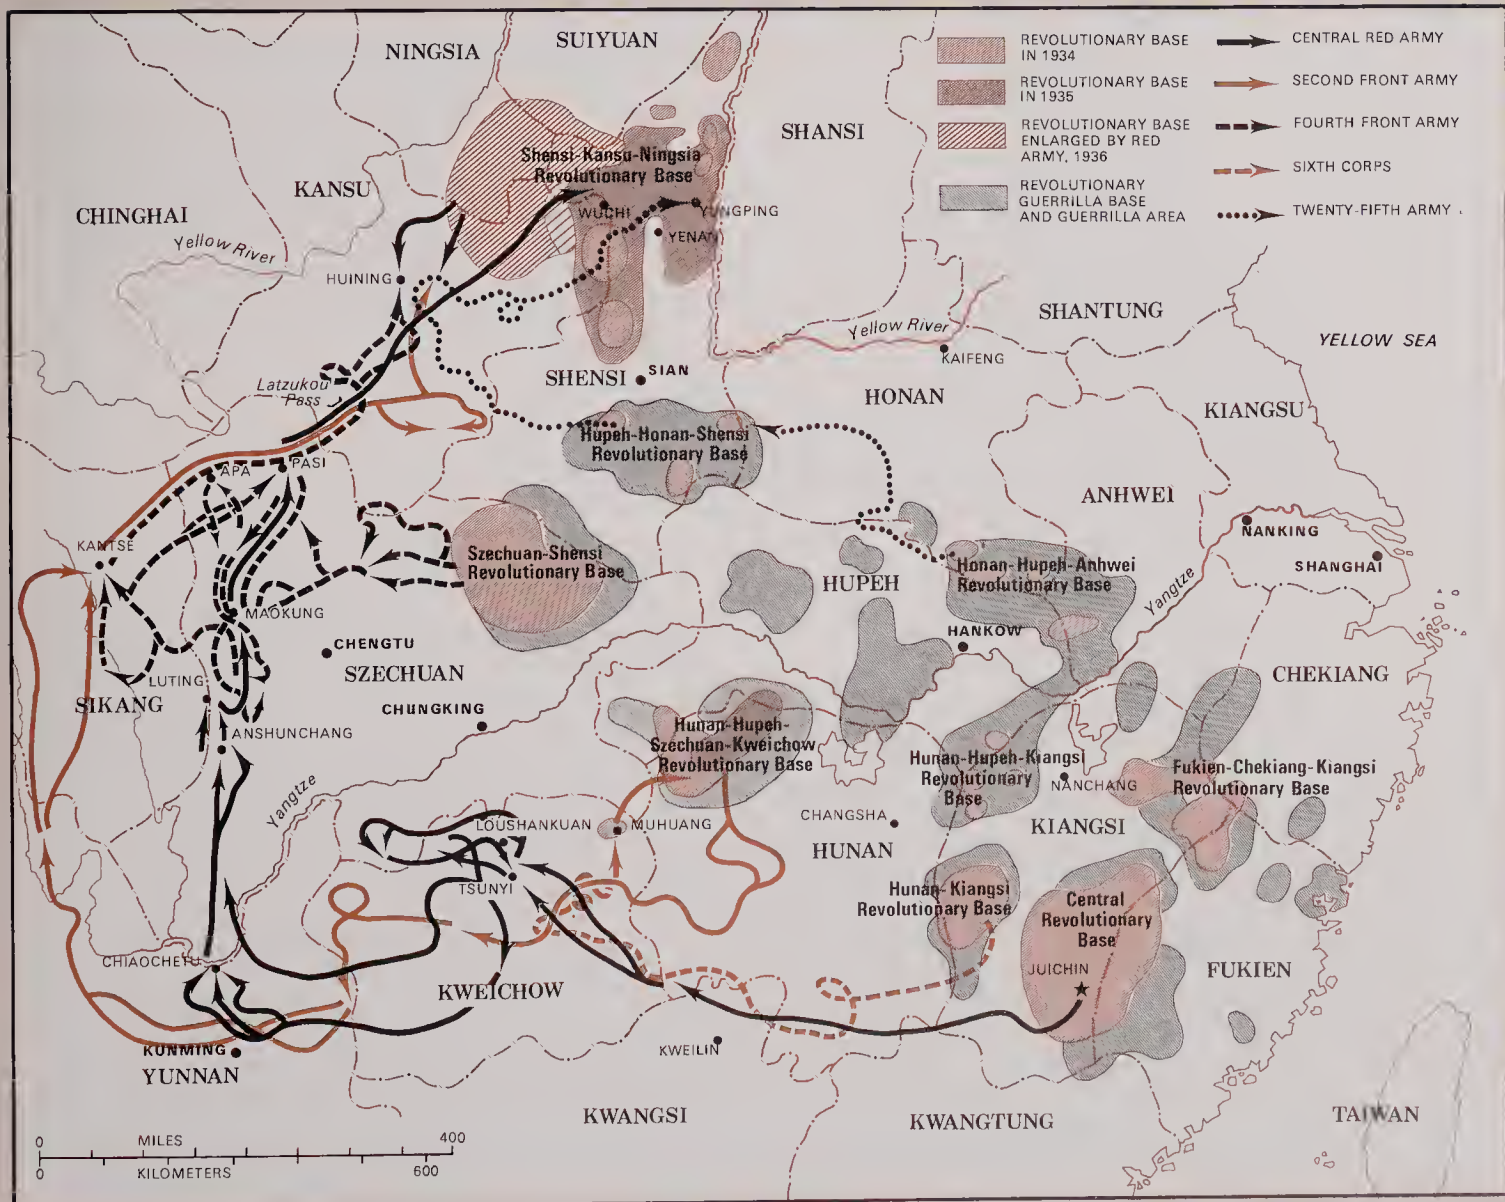 NINGSIA
SUIYUAN
SHANSI
KANSU
CHINGHAI
Yellow River
Shensi-Kansu-Ningsia
Revolutionary Base
WUCHI
YUNGPING
YENAN
HUINING
REVOLUTIONARY BASE
IN 1934
REVOLUTIONARY BASE
IN 1935
REVOLUTIONARY BASE
ENLARGED BY RED
ARMY, 1936
REVOLUTIONARY
GUERRILLA BASE
AND GUERRILLA AREA
CENTRAL RED ARMY
SECOND FRONT ARMY
FOURTH FRONT ARMY
SIXTH CORPS
TWENTY-FIFTH ARMY
SHANTUNG
YELLOW SEA
Yellow River
KAIFENG
Latzukou
Pass
SHENSI
SIAN
HONAN
KIANGSU
Hupeh-Honan-Shensi
Revolutionary Base
APA
PASI
ANHWEI
NANKING
SHANGHAI
KANTSE
Szechuan-Shensi
Revolutionary Base
HUPEH
Honan-Hupeh-Anhwei
Revolutionary Base
Yangtze
MAOKUNG
CHENGTU
HANKOW
SZECHUAN
CHEKIANG
LUTING
SIKANG
CHUNGKING
ANSHUNCHANG
Hunan-Hupeh-
Szechuan-Kweichow
Revolutionary Base
Hunan-Hupeh-Kiangsi
Revolutionary
Base
NANCHANG
Fukien-Chekiang-Kiangsi
Revolutionary Base
Yangtze
LOUSHANKUAN
MUHUANG
CHANGSHA
HUNAN
KIANGSI
TSUNYI
Hunan-Kiangsi
Revolutionary Base
Central
Revolutionary
Base
JUICHIN
FUKIEN
CHIAOCHETU
KWEICHOW
KUNMING
YUNNAN
KWEILIN
KWANGSI
KWANGTUNG
TAIWAN
0 MILES 400
0 KILOMETERS 600